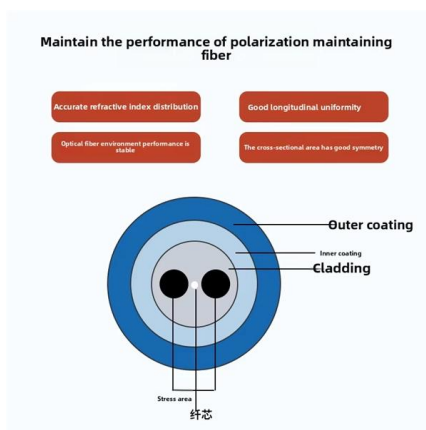 Maintain the performance of polarization maintaining
fiber
Accurate refractive index distribution
Good longitudinal uniformity
Optical fiber environment performance is
stable
The cross-sectional area has good symmetry
Outer coating
Inner coating
Cladding
Stress area
纤芯